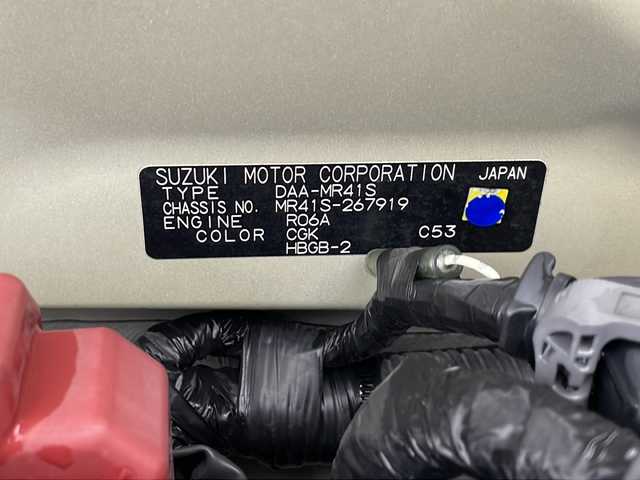 SUZUKI MOTOR CORPORATION JAPAN
TYPE DAA-MR41S
CHASSIS NO. MR41S-267919
ENGINE R06A
COLOR CGK C53
HBGB-2